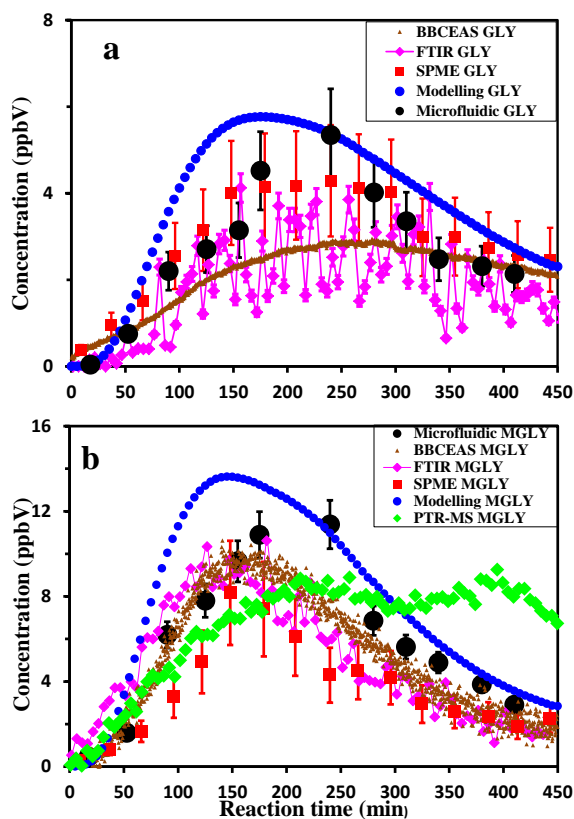 a
BBCEAS GLY
FTIR GLY
SPME GLY
Modelling GLY
Microfluidic GLY
Concentration (ppbV)
8
4
0
0 50 100 150 200 250 300 350 400 450
b
Microfluidic MGLY
BBCEAS MGLY
FTIR MGLY
SPME MGLY
Modelling MGLY
PTR-MS MGLY
Concentration (ppbV)
16
12
8
4
0
0 50 100 150 200 250 300 350 400 450
Reaction time (min)